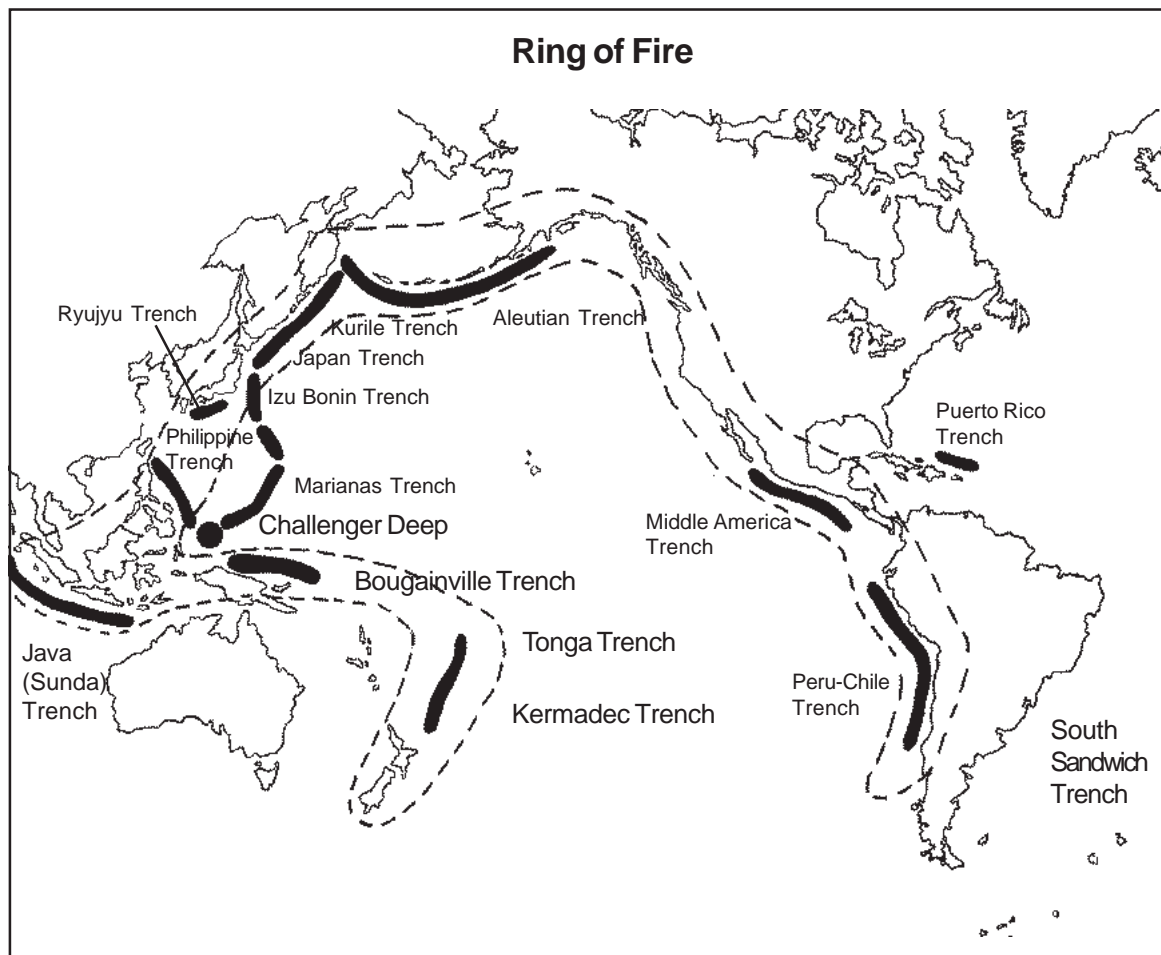 Ring of Fire
Ryujyu Trench
Kurile Trench
Aleutian Trench
Japan Trench
Izu Bonin Trench
Philippine
Trench
Puerto Rico
Trench
Marianas Trench
Challenger Deep
Middle America
Trench
Bougainville Trench
Java
(Sunda)
Trench
Tonga Trench
Kermadec Trench
Peru-Chile
Trench
South
Sandwich
Trench